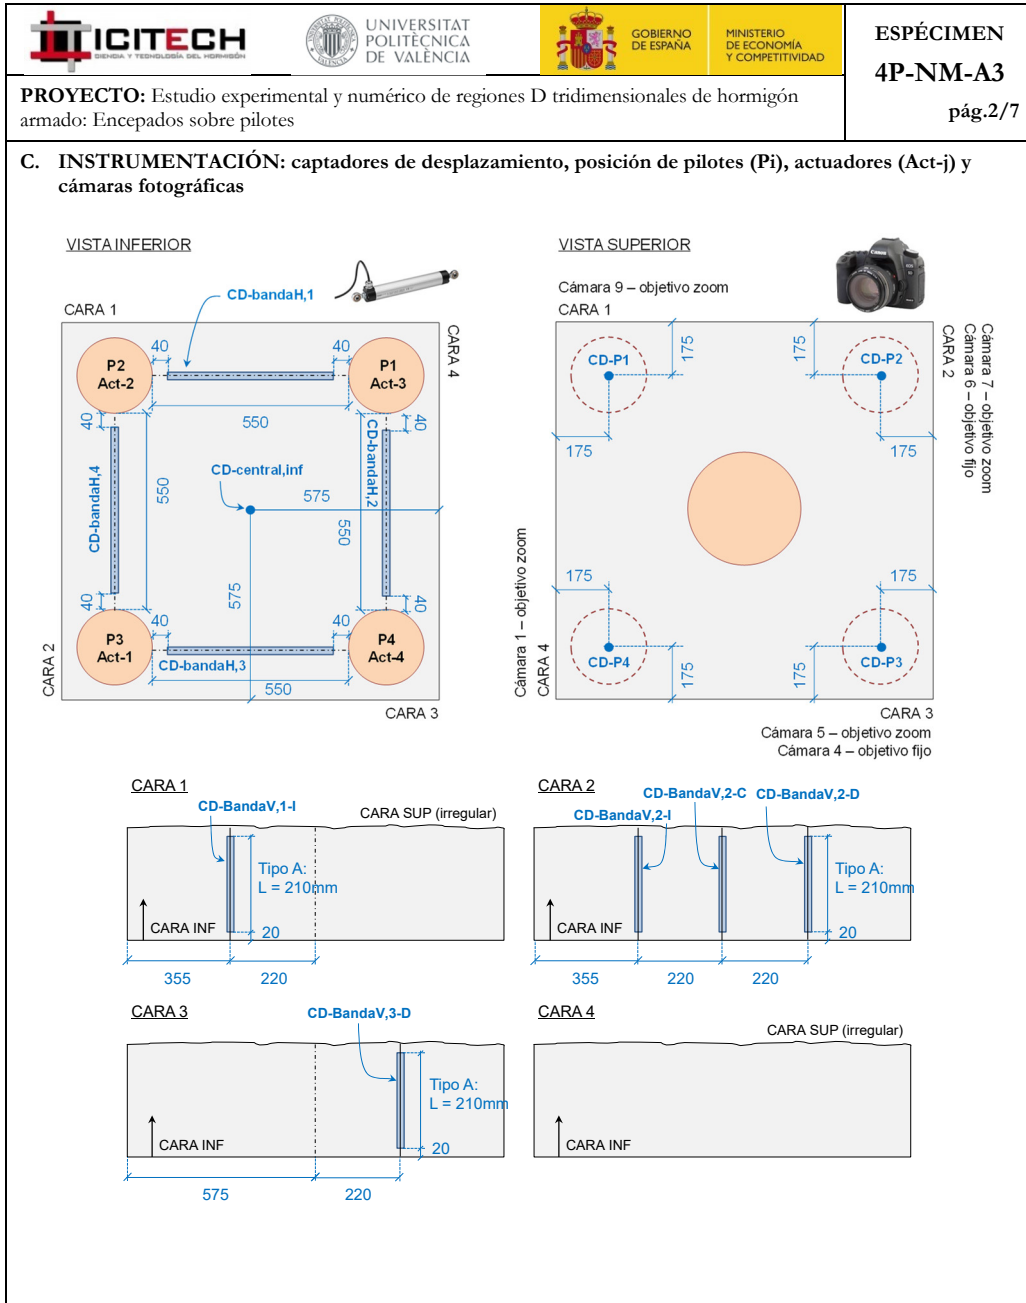 ICITECH
CIENCIA Y TECNOLOGÍA DEL HORMIGÓN
UNIVERSITAT
POLITÈCNICA
DE VALÈNCIA
GOBIERNO
DE ESPAÑA
MINISTERIO
DE ECONOMÍA
Y COMPETITIVIDAD
ESPÉCIMEN
4P-NM-A3
pág.2/7
PROYECTO: Estudio experimental y numérico de regiones D tridimensionales de hormigón
armado: Encepados sobre pilotes
C. INSTRUMENTACIÓN: captadores de desplazamiento, posición de pilotes (Pi), actuadores (Act-j) y
cámaras fotográficas
VISTA INFERIOR
CD-bandaH,1
CARA 1
CARA 4
P2
Act-2
40
40
P1
Act-3
550
40
40
CD-bandaH,4
550
CD-central,inf
575
CD-bandaH,2
550
575
40
40
P3
Act-1
40
40
P4
Act-4
CD-bandaH,3
550
CARA 2
CARA 3
VISTA SUPERIOR
Canon
Cámara 9 – objetivo zoom
CARA 1
CARA 2
Cámara 6 – objetivo fijo
Cámara 7 – objetivo zoom
CD-P1
175
175
CD-P2
175
175
175
175
CD-P4
175
175
CD-P3
Cámara 1 – objetivo zoom
CARA 4
CARA 3
Cámara 5 – objetivo zoom
Cámara 4 – objetivo fijo
CARA 1
CD-BandaV,1-I
CARA SUP (irregular)
Tipo A:
L = 210mm
CARA INF
20
355
220
CARA 2
CD-BandaV,2-C
CD-BandaV,2-D
CD-BandaV,2-I
Tipo A:
L = 210mm
CARA INF
20
355
220
220
CARA 3
CD-BandaV,3-D
Tipo A:
L = 210mm
CARA INF
20
575
220
CARA 4
CARA SUP (irregular)
CARA INF